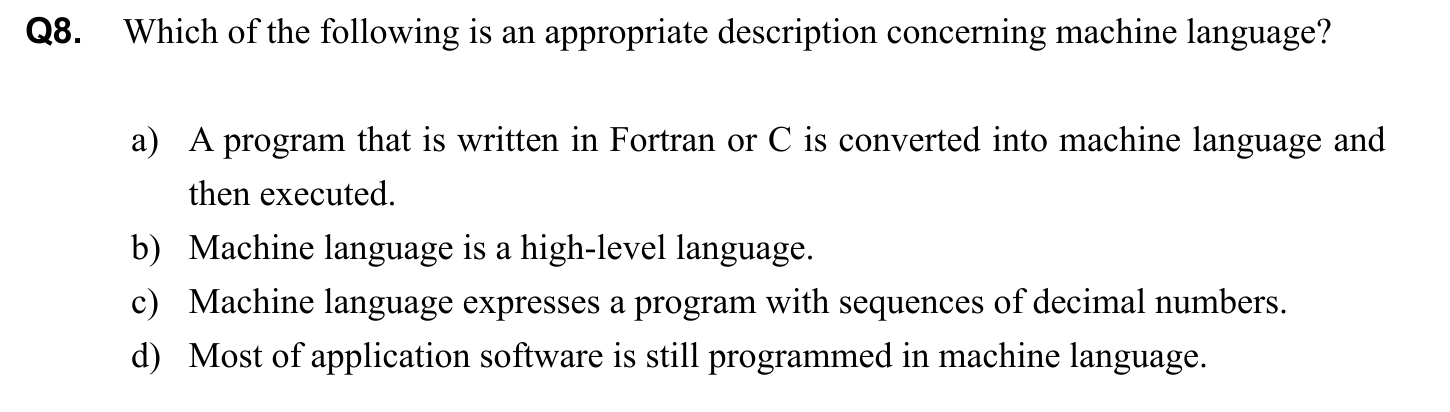 Q8. Which of the following is an appropriate description concerning machine language?
a) A program that is written in Fortran or C is converted into machine language and
then executed.
b) Machine language is a high-level language.
c) Machine language expresses a program with sequences of decimal numbers.
d) Most of application software is still programmed in machine language.